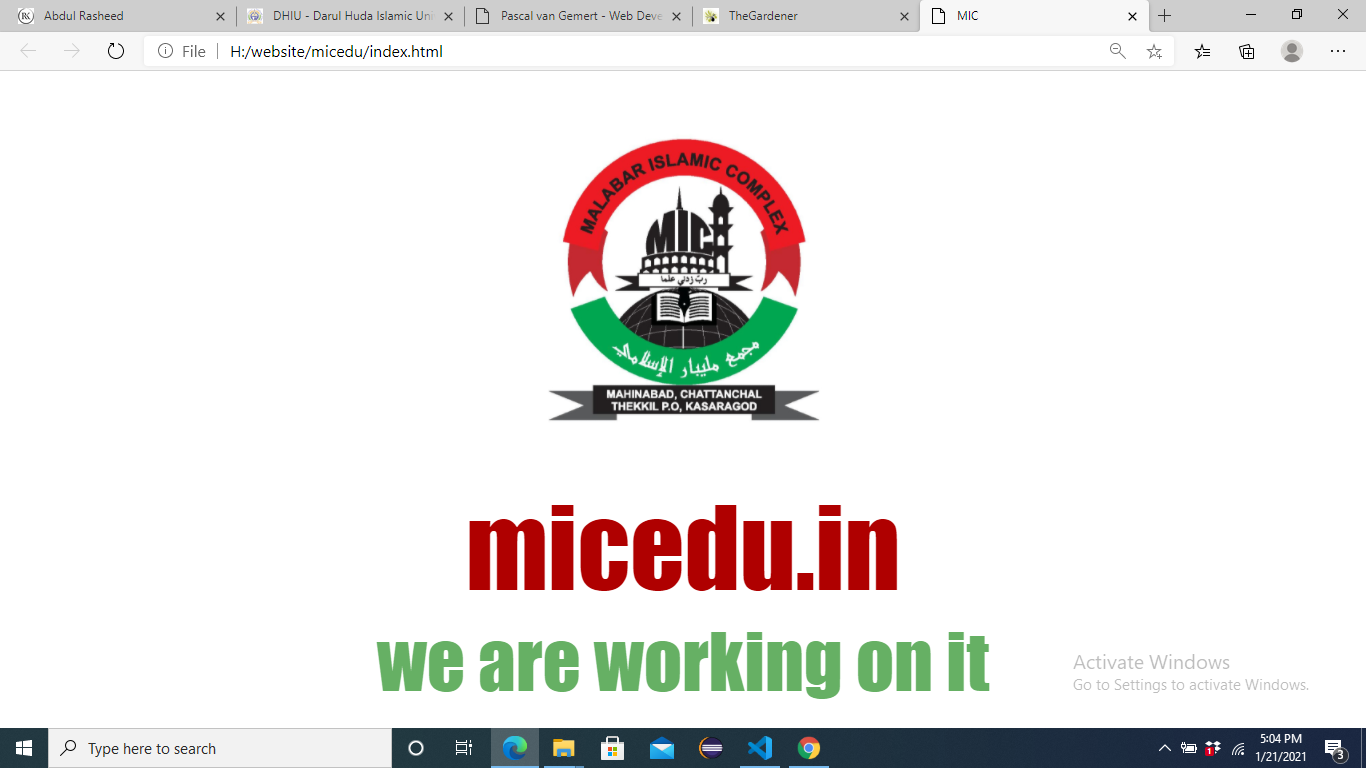 Abdul Rasheed
DHIU - Darul Huda Islamic Uni
Pascal van Gemert - Web Deve
TheGardener
MIC
File
H:/website/micedu/index.html
MALABAR ISLAMIC COMPLEX
MIC
ربّ زدني علما
مجمع مليبار الإسلامي
MAHINABAD, CHATTANCHAL
THEKKIL P.O, KASARAGOD
micedu.in
we are working on it
Activate Windows
Go to Settings to activate Windows.
Type here to search
1
5:04 PM
1/21/2021
3